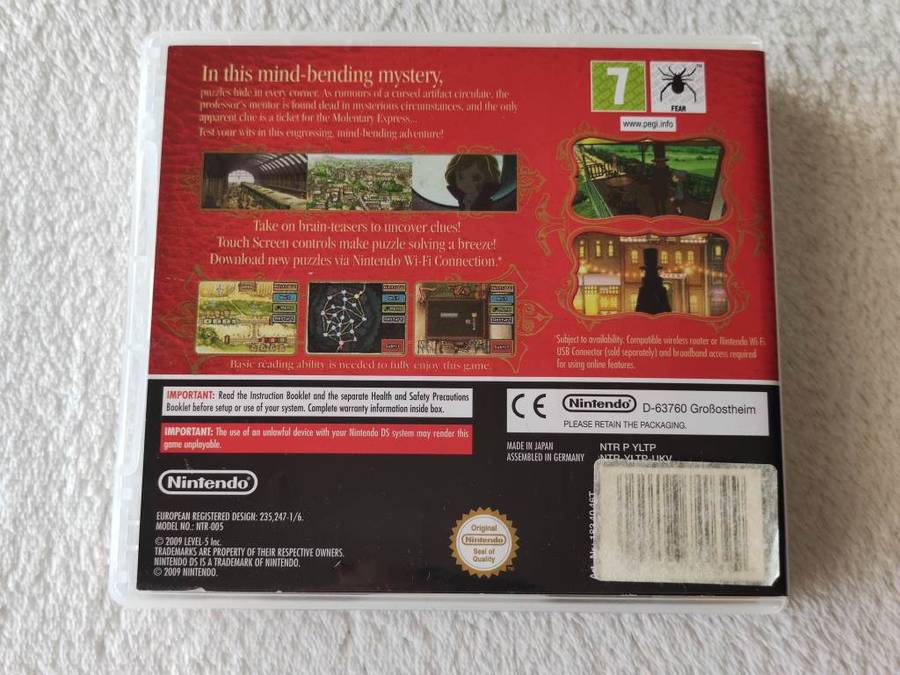 In this mind-bending mystery,
puzzles hide in every corner. As rumours of a cursed artifact circulate, the
professor's mentor is found dead in mysterious circumstances, and the only
apparent clue is a ticket for the Molentary Express...
Test your wits in this engrossing, mind-bending adventure!
7
FEAR
www.pegi.info
Take on brain-teasers to uncover clues!
Touch Screen controls make puzzle solving a breeze!
Download new puzzles via Nintendo Wi-Fi Connection.*
Basic reading ability is needed to fully enjoy this game.
*Subject to availability. Compatible wireless router or Nintendo Wi-Fi
USB Connector (sold separately) and broadband access required
for using online features.
IMPORTANT: Read the Instruction Booklet and the separate Health and Safety Precautions
Booklet before setup or use of your system. Complete warranty information inside box.
IMPORTANT: The use of an unlawful device with your Nintendo DS system may render this
game unplayable.
CE Nintendo D-63760 Großostheim
PLEASE RETAIN THE PACKAGING.
MADE IN JAPAN
ASSEMBLED IN GERMANY
NTR P YLTP
NTR-YLTP-UKV
Nintendo
EUROPEAN REGISTERED DESIGN: 235,247-1/6.
MODEL NO.: NTR-005
© 2009 LEVEL-5 Inc.
TRADEMARKS ARE PROPERTY OF THEIR RESPECTIVE OWNERS.
NINTENDO DS IS A TRADEMARK OF NINTENDO.
© 2009 NINTENDO.
Original
Nintendo
Seal of
Quality